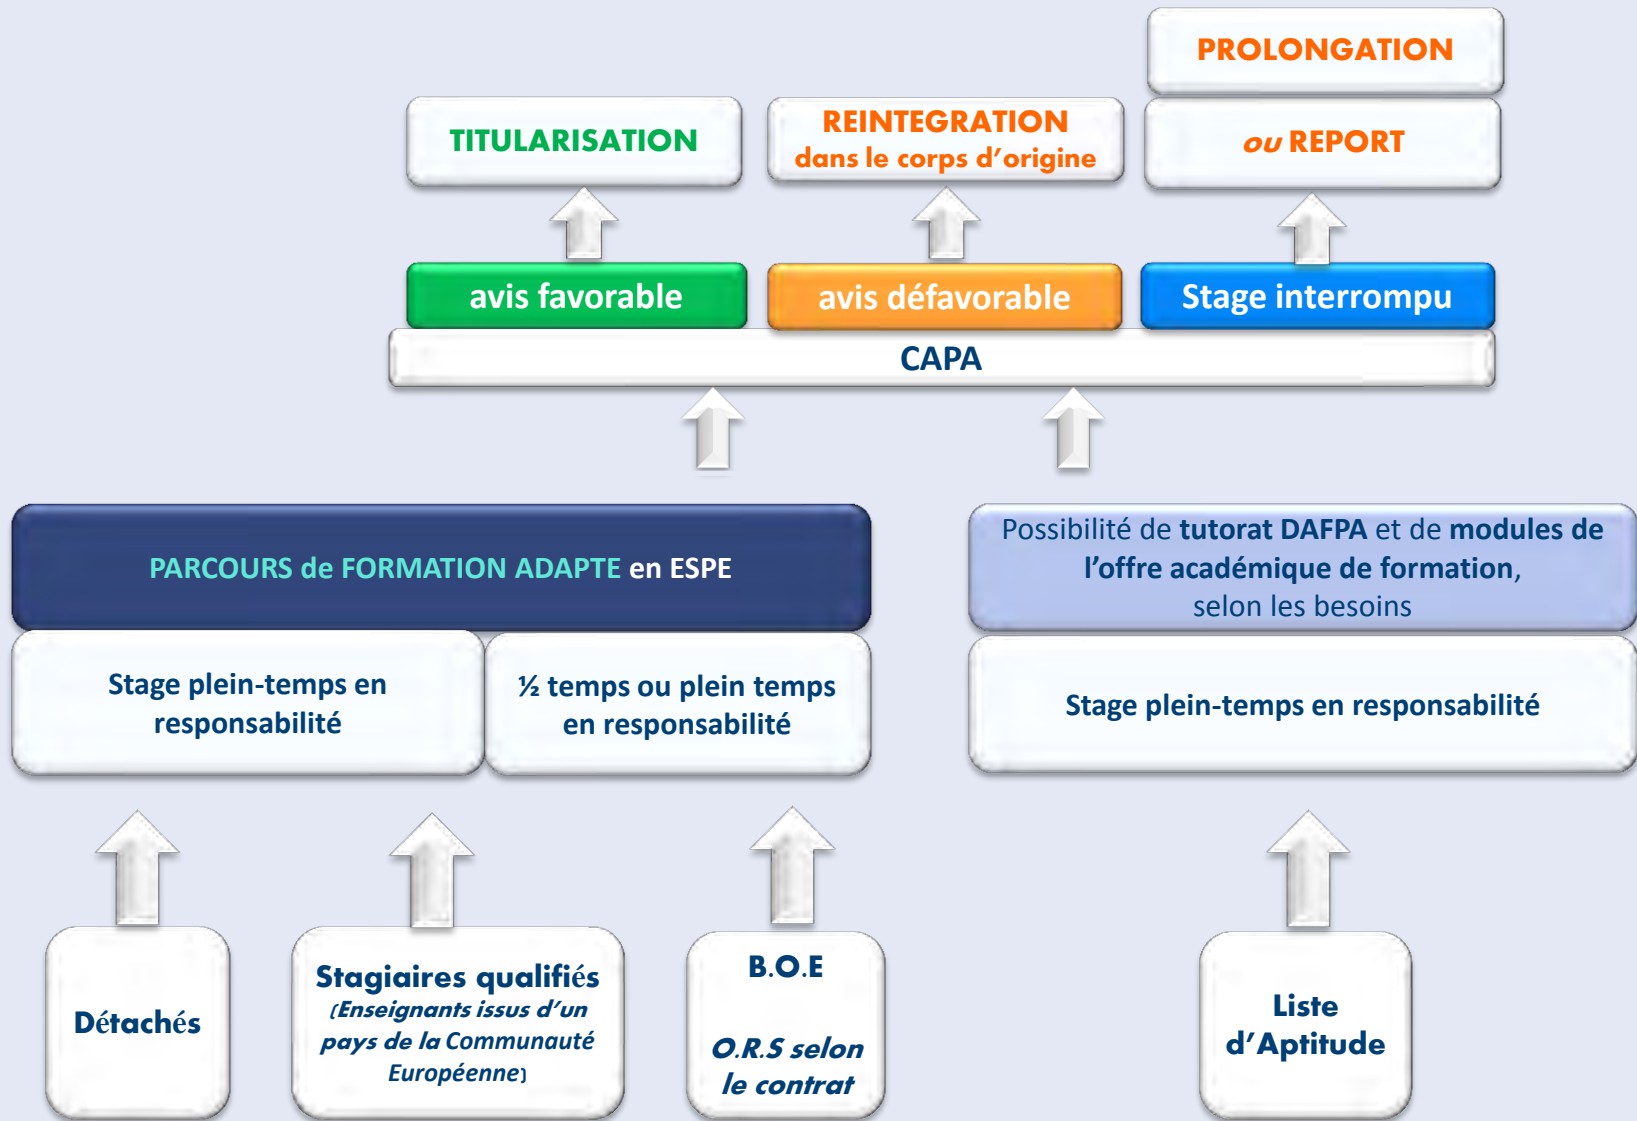 PROLONGATION
TITULARISATION
REINTEGRATION
dans le corps d'origine
ou REPORT
avis favorable
avis défavorable
Stage interrompu
CAPA
PARCOURS de FORMATION ADAPTE en ESPE
Possibilité de tutorat DAFPA et de modules de
l'offre académique de formation,
selon les besoins
Stage plein-temps en
responsabilité
½ temps ou plein temps
en responsabilité
Stage plein-temps en responsabilité
Détachés
Stagiaires qualifiés
(Enseignants issus d'un
pays de la Communauté
Européenne)
B.O.E
O.R.S selon
le contrat
Liste
d'Aptitude